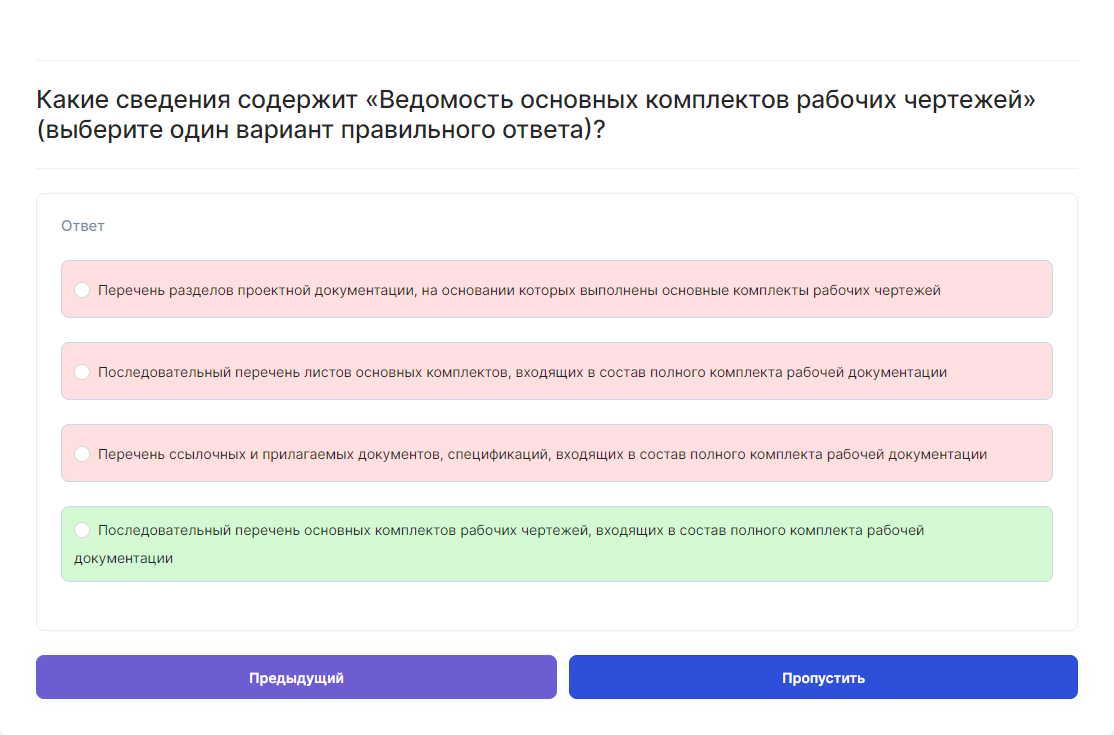 Какие сведения содержит «Ведомость основных комплектов рабочих чертежей»
(выберите один вариант правильного ответа)?
Ответ
Перечень разделов проектной документации, на основании которых выполнены основные комплекты рабочих чертежей
Последовательный перечень листов основных комплектов, входящих в состав полного комплекта рабочей документации
Перечень ссылочных и прилагаемых документов, спецификаций, входящих в состав полного комплекта рабочей документации
Последовательный перечень основных комплектов рабочих чертежей, входящих в состав полного комплекта рабочей
документации
Предыдущий
Пропустить